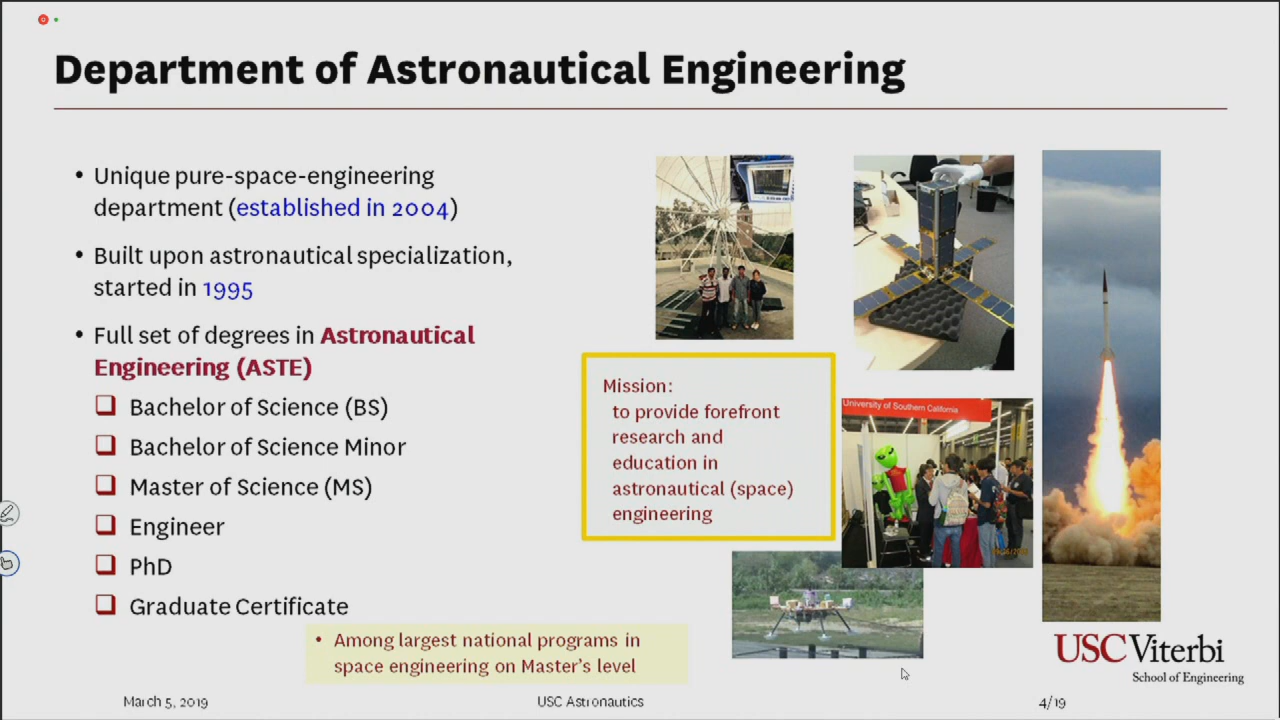 Department of Astronautical Engineering
• Unique pure-space-engineering
department (established in 2004)
• Built upon astronautical specialization,
started in 1995
• Full set of degrees in Astronautical
Engineering (ASTE)
❑ Bachelor of Science (BS)
❑ Bachelor of Science Minor
❑ Master of Science (MS)
❑ Engineer
❑ PhD
❑ Graduate Certificate
• Among largest national programs in
space engineering on Master's level
Mission:
to provide forefront
research and
education in
astronautical (space)
engineering
University of Southern California
USC Viterbi
School of Engineering
March 5, 2019
USC Astronautics
4/19